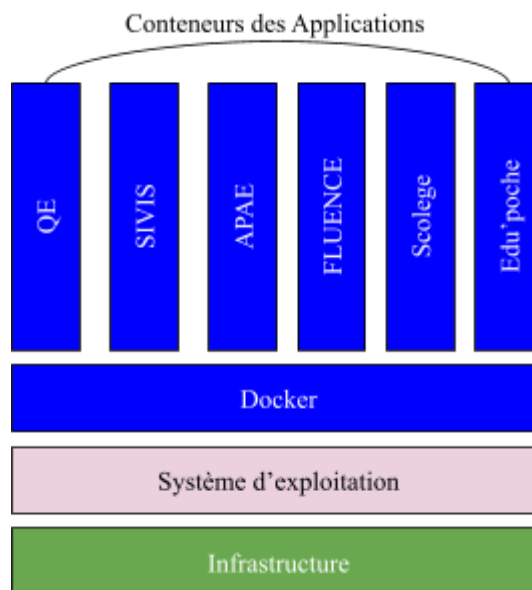 Conteneurs des Applications
QE
SIVIS
APAE
FLUENCE
Scolege
Edu’poche
Docker
Système d’exploitation
Infrastructure